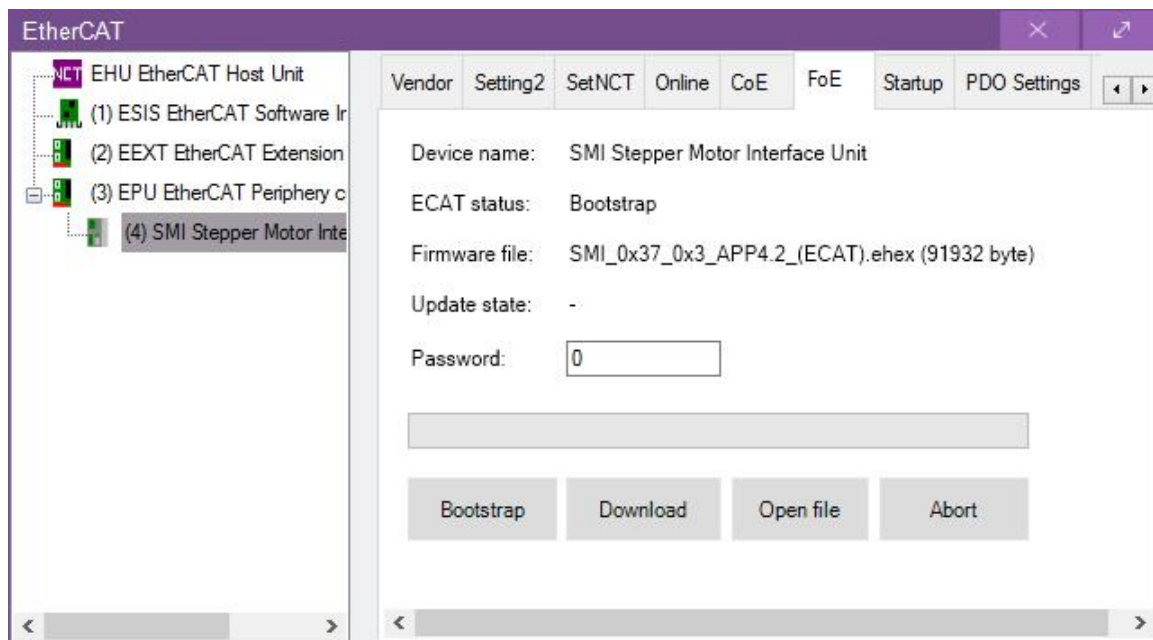 EtherCAT
NCT EHU EtherCAT Host Unit
(1) ESIS EtherCAT Software
(2) EEXT EtherCAT Extension
(3) EPU EtherCAT Periphery c
(4) SMI Stepper Motor Inte
Vendor Setting2 SetNCT Online CoE FoE Startup PDO Settings
Device name: SMI Stepper Motor Interface Unit
ECAT status: Bootstrap
Firmware file: SMI_0x37_0x3_APP4.2_(ECAT).ehex (91932 byte)
Update state: -
Password: 0
Bootstrap Download Open file Abort